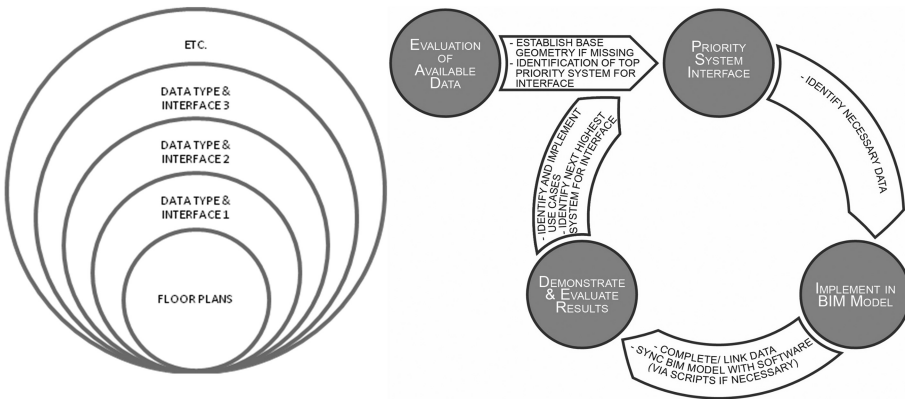 ETC.
DATA TYPE &
INTERFACE 3
DATA TYPE &
INTERFACE 2
DATA TYPE &
INTERFACE 1
FLOOR PLANS
EVALUATION
OF
AVAILABLE
DATA
- ESTABLISH BASE
GEOMETRY IF MISSING
- IDENTIFICATION OF TOP
PRIORITY SYSTEM FOR
INTERFACE
PRIORITY
SYSTEM
INTERFACE
- IDENTIFY NECESSARY
DATA
IMPLEMENT IN
BIM MODEL
- COMPLETE/ LINK DATA
- SYNC BIM MODEL WITH SOFTWARE
(VIA SCRIPTS IF NECESSARY)
DEMONSTRATE
& EVALUATE
RESULTS
- IDENTIFY AND IMPLEMENT
USE CASES
- IDENTIFY NEXT HIGHEST
SYSTEM FOR INTERFACE